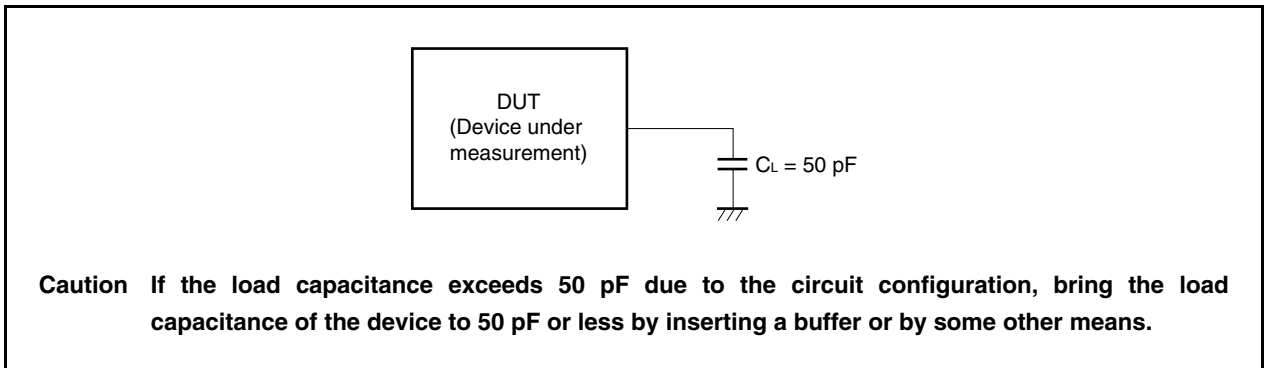 DUT
(Device under
measurement)
CL = 50 pF
Caution If the load capacitance exceeds 50 pF due to the circuit configuration, bring the load
capacitance of the device to 50 pF or less by inserting a buffer or by some other means.